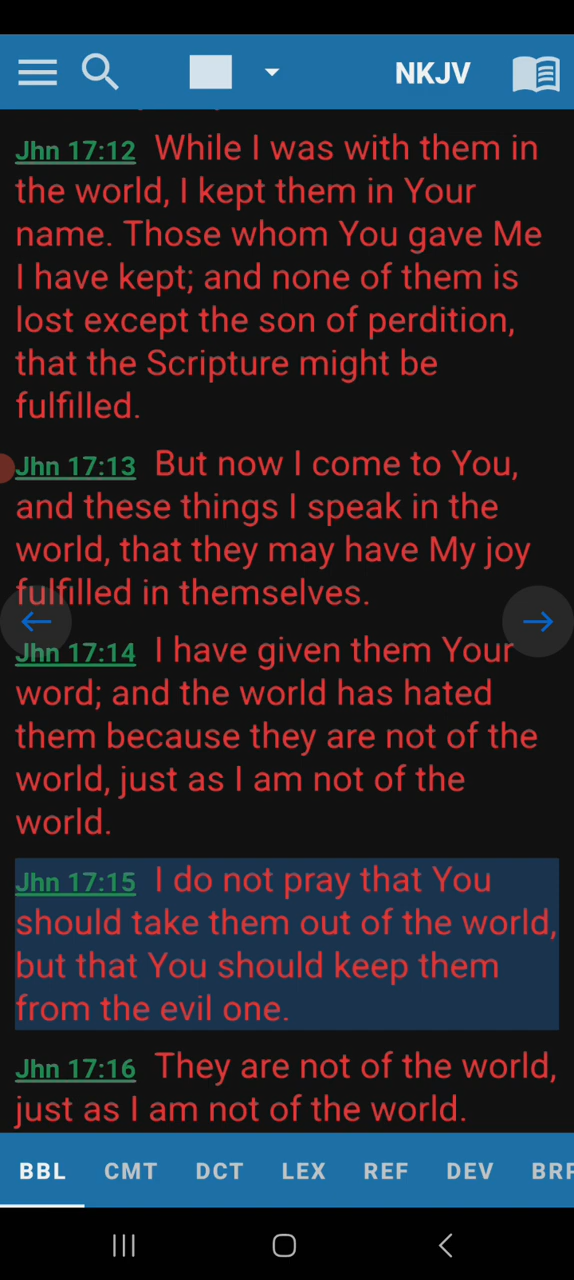 NKJV
Jhn 17:12 While I was with them in
the world, I kept them in Your
name. Those whom You gave Me
I have kept; and none of them is
lost except the son of perdition,
that the Scripture might be
fulfilled.
Jhn 17:13 But now I come to You,
and these things I speak in the
world, that they may have My joy
fulfilled in themselves.
Jhn 17:14 I have given them Your
word; and the world has hated
them because they are not of the
world, just as I am not of the
world.
Jhn 17:15 I do not pray that You
should take them out of the world,
but that You should keep them
from the evil one.
Jhn 17:16 They are not of the world,
just as I am not of the world.
BBL CMT DCT LEX REF DEV